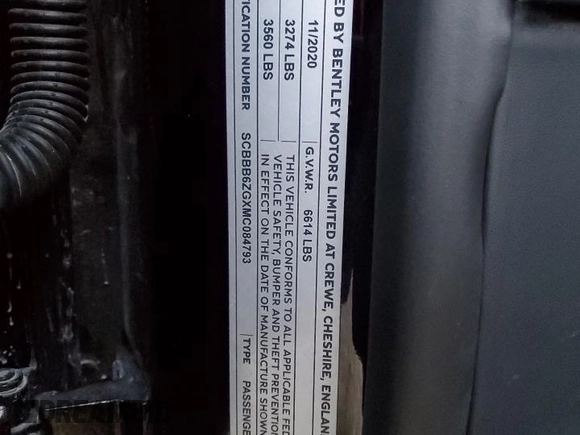 ED BY BENTLEY MOTORS LIMITED AT CREWE, CHESHIRE, ENGLAN
11/2020 G.V.W.R. 6614 LBS
3274 LBS THIS VEHICLE CONFORMS TO ALL APPLICABLE FED
3560 LBS VEHICLE SAFETY, BUMPER AND THEFT PREVENTION
IN EFFECT ON THE DATE OF MANUFACTURE SHOWN
ICATION NUMBER SCBBB6ZGXMC084793 TYPE PASSENGE